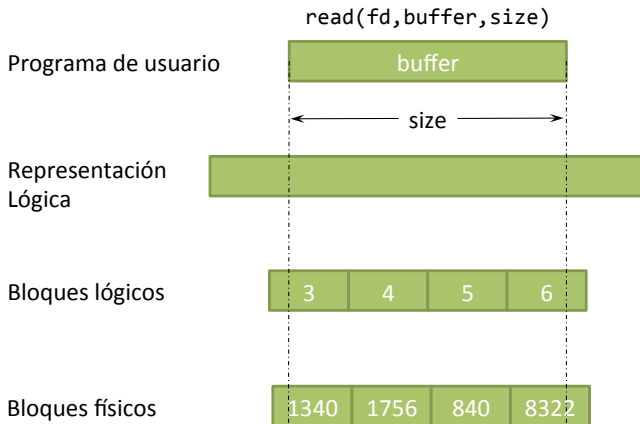 read(fd,buffer,size)
Programa de usuario
buffer
size
Representación
Lógica
Bloques lógicos
3 4 5 6
Bloques físicos
1340 1756 840 8322